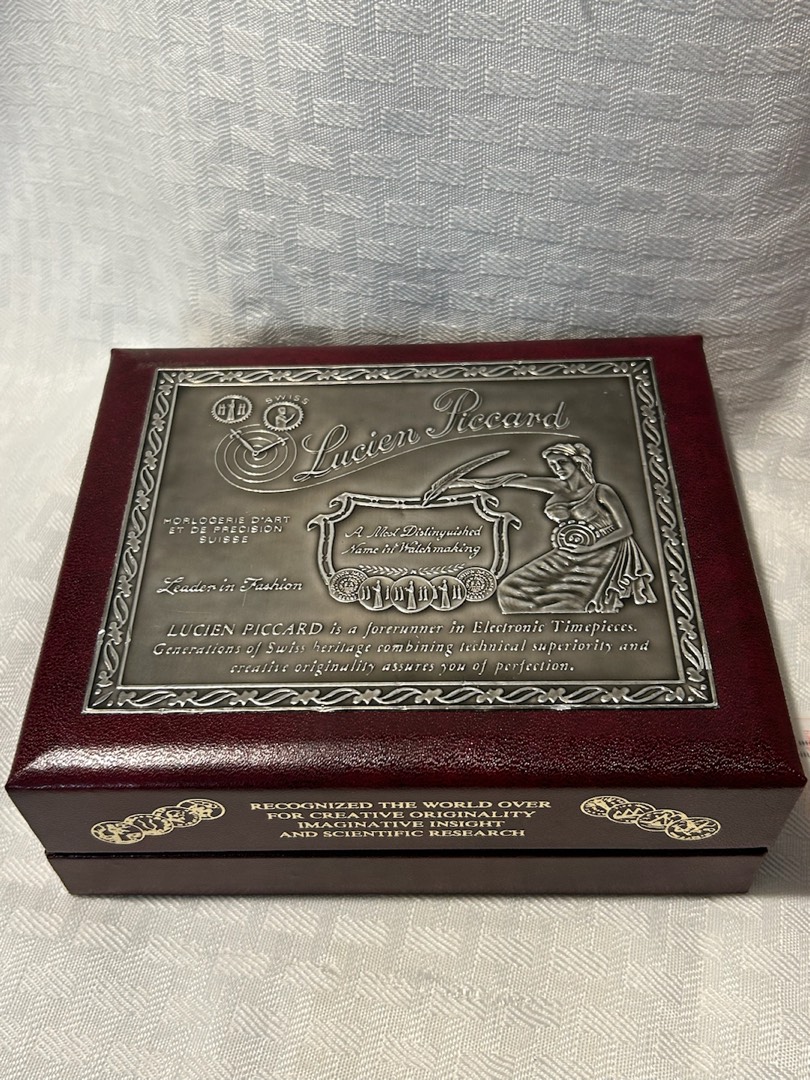 SWISS
Lucien Piccard
HORLOGERIE D'ART
ET DE PRECISION
SUISSE
A Most Distinguished
Name in Watchmaking
Leader in Fashion
LUCIEN PICCARD is a forerunner in Electronic Timepieces.
Generations of Swiss heritage combining technical superiority and
creative originality assures you of perfection.
RECOGNIZED THE WORLD OVER
FOR CREATIVE ORIGINALITY
IMAGINATIVE INSIGHT
AND SCIENTIFIC RESEARCH